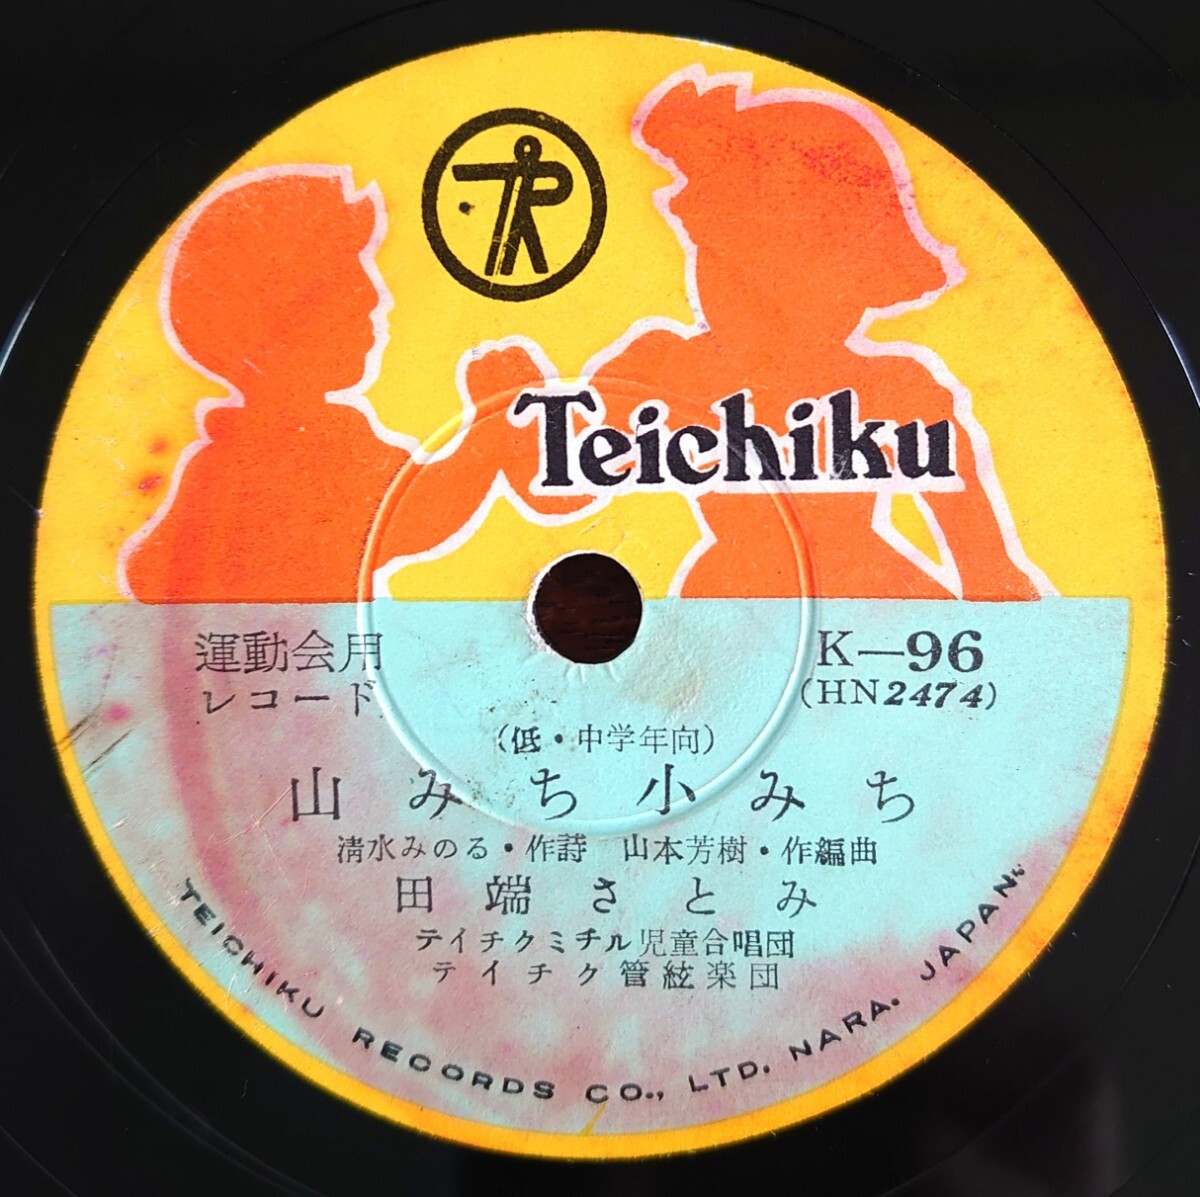 Teichiku
運動会用
レコード
K—96
(HN2474)
(低・中学年向)
山みち小みち
清水みのる・作詩 山本芳樹・作編曲
田端さとみ
テイチクミチル児童合唱団
テイチク管絃楽団
TEICHIKU RECORDS CO., LTD. NARA. JAPAN.